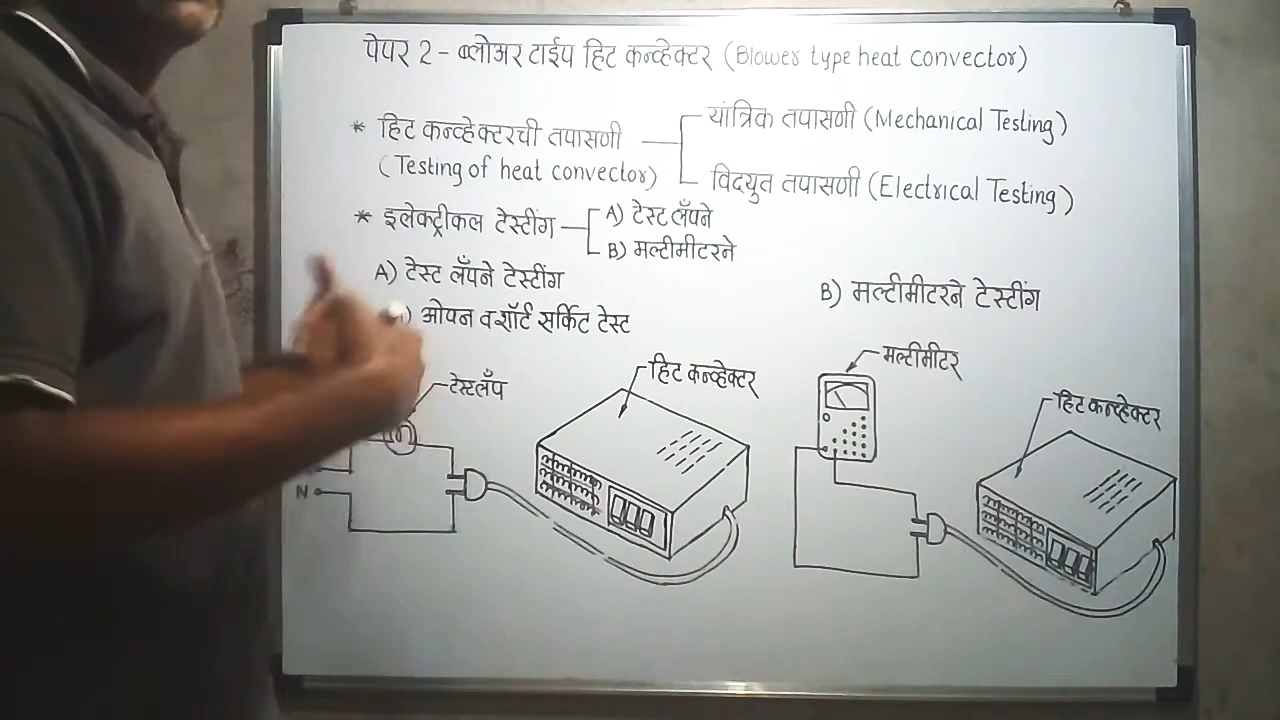 पेपर 2 - ब्लोअर टाईप हिट कन्व्हेक्टर (Blower type heat convector)
* हिट कन्व्हेक्टरची तपासणी
(Testing of heat convector)
यांत्रिक तपासणी (Mechanical Testing)
विदयुत तपासणी (Electrical Testing)
* इलेक्ट्रीकल टेस्टींग
A) टेस्ट लँपने
B) मल्टीमीटरने
A) टेस्ट लँपने टेस्टींग
) ओपन व शॉर्ट सर्किट टेस्ट
टेस्टलँप
हिट कन्व्हेक्टर
N
B) मल्टीमीटरने टेस्टींग
मल्टीमीटर
हिट कन्व्हेक्टर